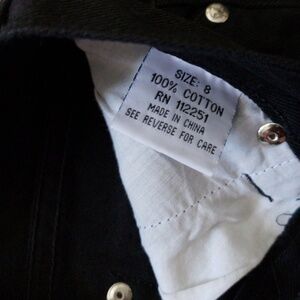 SIZE: 8
100% COTTON
RN 112251
MADE IN CHINA
SEE REVERSE FOR CARE